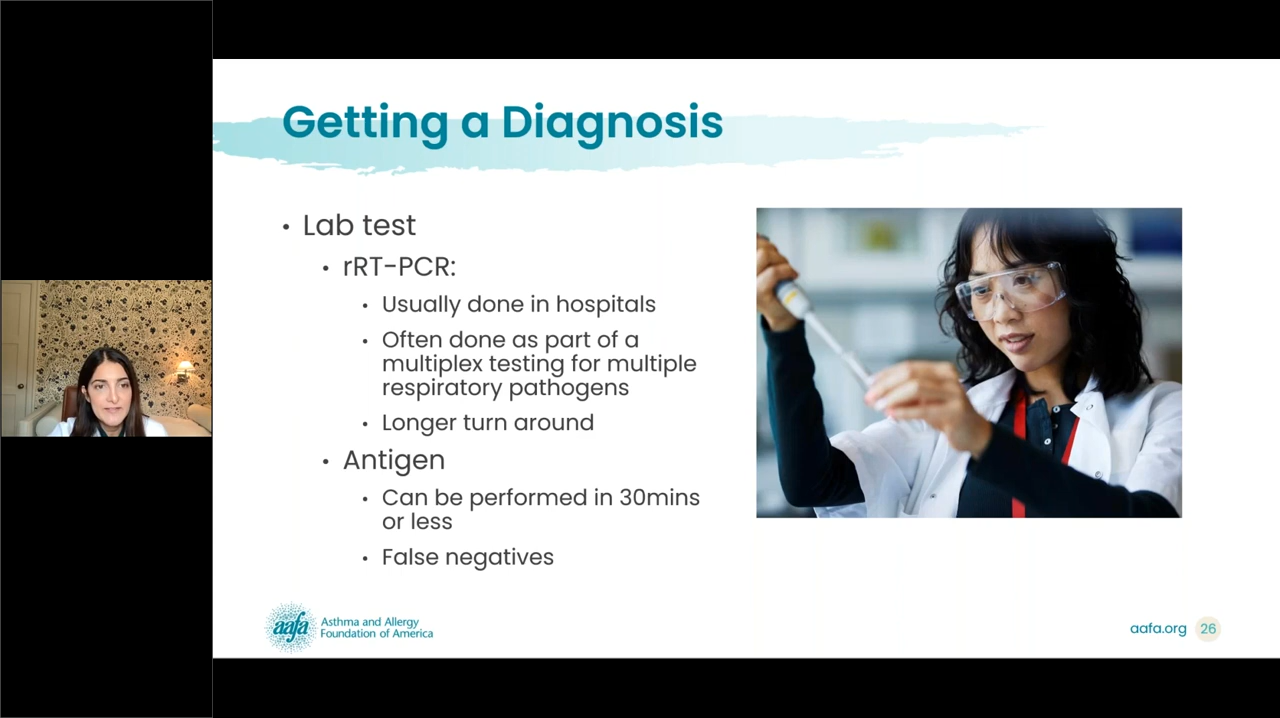 Getting a Diagnosis
• Lab test
• rRT-PCR:
• Usually done in hospitals
• Often done as part of a
multiplex testing for multiple
respiratory pathogens
• Longer turn around
• Antigen
• Can be performed in 30mins
or less
• False negatives
aafa
Asthma and Allergy
Foundation of America
aafa.org 26